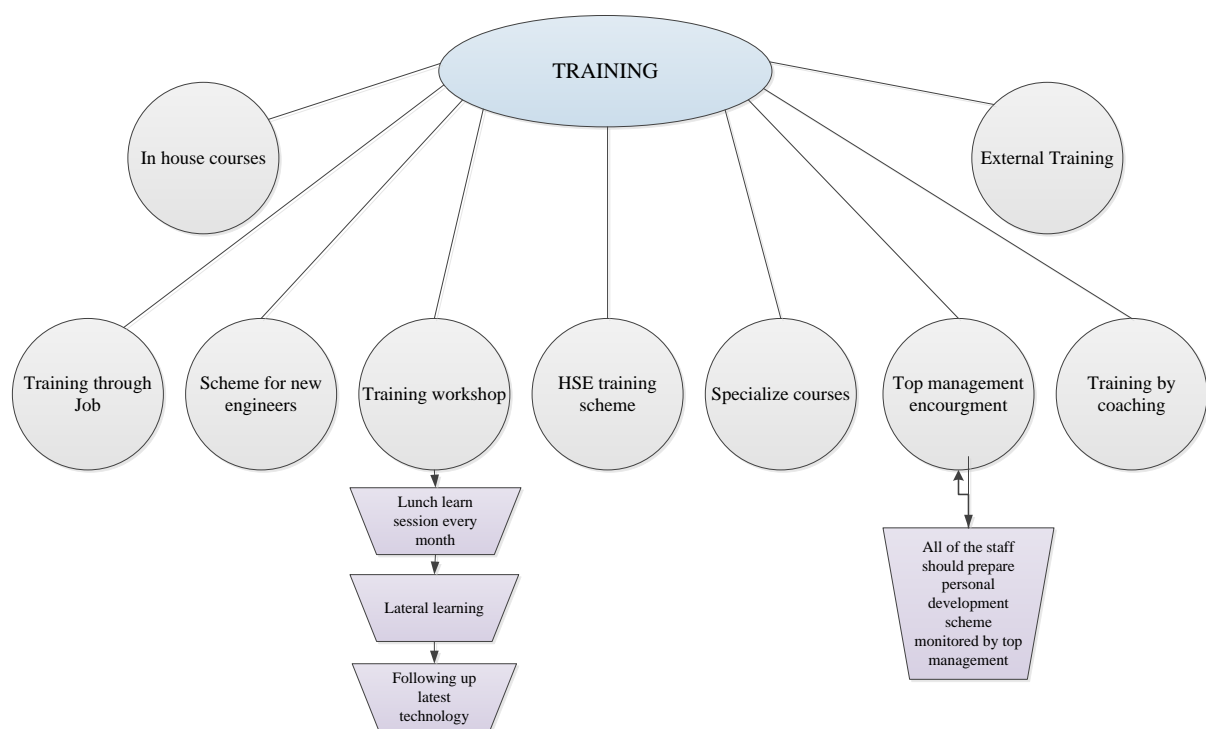 TRAINING
In house courses
External Training
Training through
Job
Scheme for new
engineers
Training workshop
HSE training
scheme
Specialize courses
Top management
encourgment
Training by
coaching
Lunch learn
session every
month
Lateral learning
Following up
latest
technology
All of the staff
should prepare
personal
development
scheme
monitored by top
management